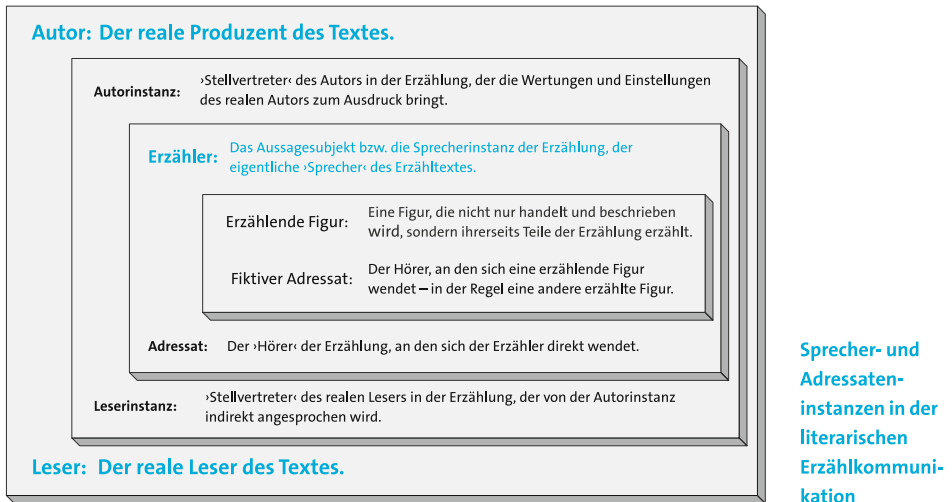 Autor: Der reale Produzent des Textes.
Autorinstanz: ›Stellvertreter‹ des Autors in der Erzählung, der die Wertungen und Einstellungen
des realen Autors zum Ausdruck bringt.
Erzähler: Das Aussagesubjekt bzw. die Sprecherinstanz der Erzählung, der
eigentliche ›Sprecher‹ des Erzähltextes.
Erzählende Figur: Eine Figur, die nicht nur handelt und beschrieben
wird, sondern ihrerseits Teile der Erzählung erzählt.
Fiktiver Adressat: Der Hörer, an den sich eine erzählende Figur
wendet – in der Regel eine andere erzählte Figur.
Adressat: Der ›Hörer‹ der Erzählung, an den sich der Erzähler direkt wendet.
Leserinstanz: ›Stellvertreter‹ des realen Lesers in der Erzählung, der von der Autorinstanz
indirekt angesprochen wird.
Leser: Der reale Leser des Textes.
Sprecher- und
Adressaten-
instanzen in der
literarischen
Erzählkommuni-
kation